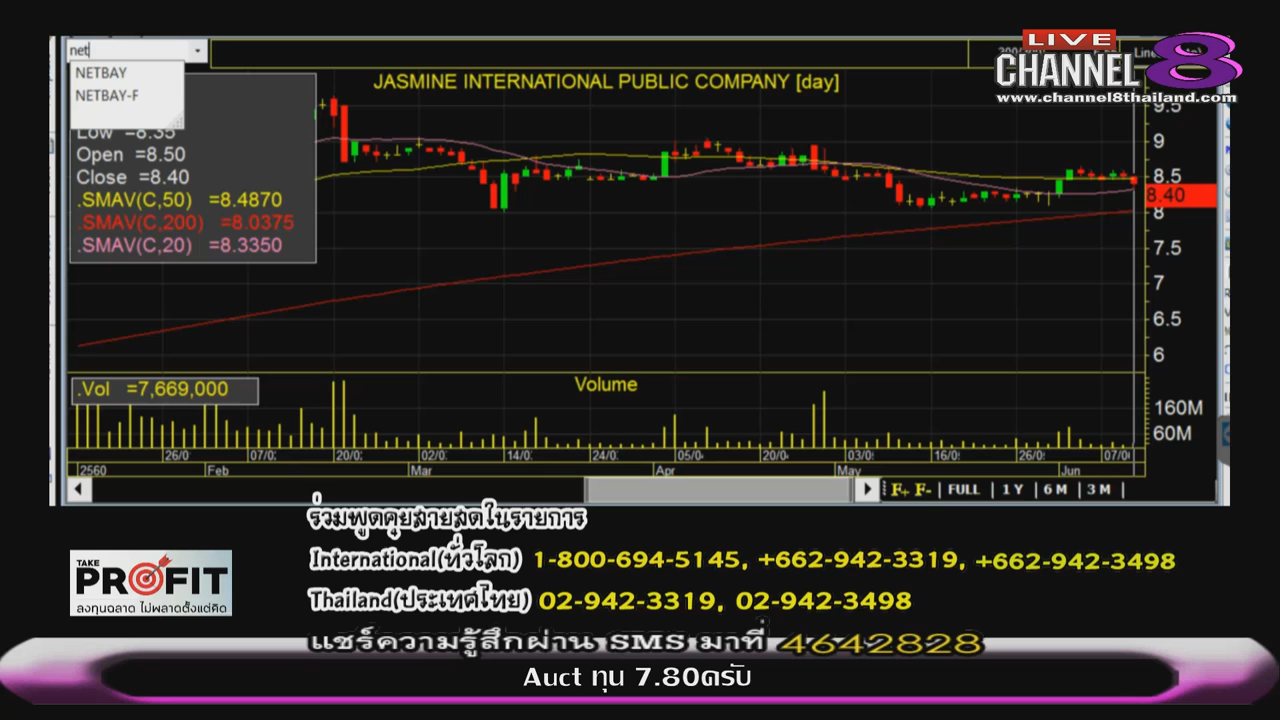 net
LIVE
CHANNEL 8
www.channel8thailand.com
NETBAY
NETBAY-F
JASMINE INTERNATIONAL PUBLIC COMPANY [day]
Low =8.35
Open =8.50
Close =8.40
.SMAV(C,50) =8.4870
.SMAV(C,200) =8.0375
.SMAV(C,20) =8.3350
9.5
9
8.5
8.40
8
7.5
7
6.5
6
.Vol =7,669,000
Volume
160M
60M
26/0 07/0 20/0 02/0 14/0 24/0 05/0 20/0 03/0 16/0 26/0 07/0
2560 Feb Mar Apr May Jun
F+ F- | FULL | 1 Y | 6 M | 3 M |
ร่วมพูดคุยสายสดในรายการ
International(ทั่วโลก) 1-800-694-5145, +662-942-3319, +662-942-3498
TAKE
PROFIT
ลงทุนฉลาด ไม่พลาดตั้งแต่คิด
Thailand(ประเทศไทย) 02-942-3319, 02-942-3498
แชร์ความรู้สึกผ่าน SMS มาที่ 4642828
Auct ทุน 7.80ครับ